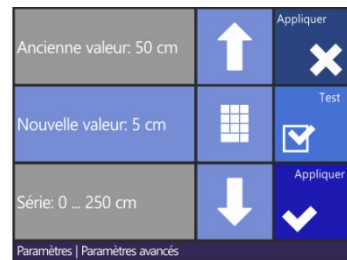 Ancienne valeur: 50 cm
Appliquer
Nouvelle valeur: 5 cm
Test
Série: 0 ... 250 cm
Appliquer
Paramètres | Paramètres avancés